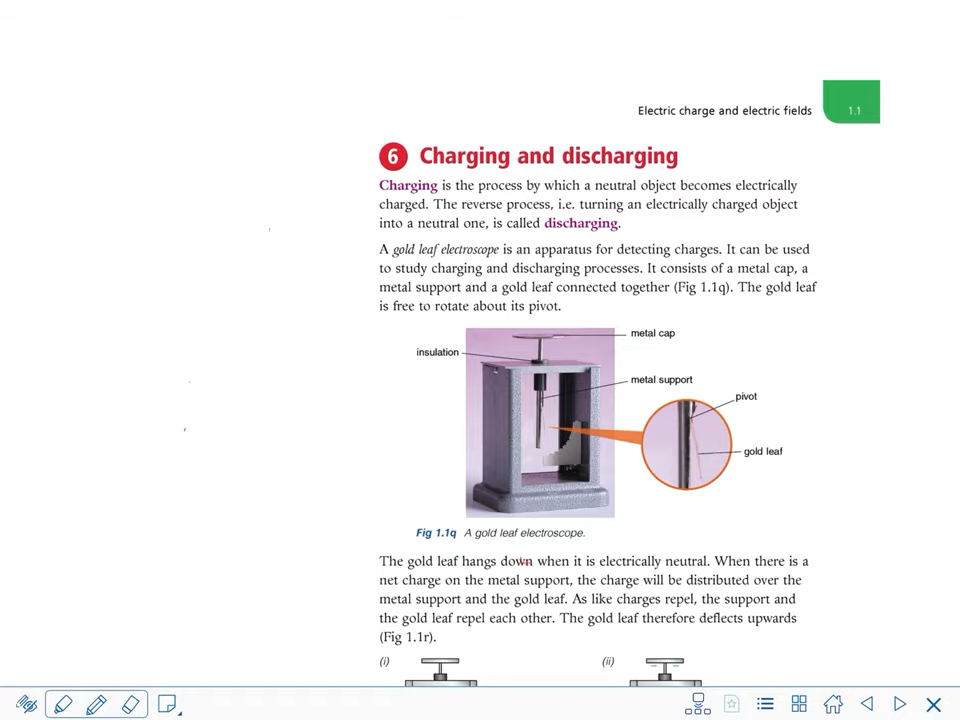 Electric charge and electric fields 1.1
6 Charging and discharging
Charging is the process by which a neutral object becomes electrically
charged. The reverse process, i.e. turning an electrically charged object
into a neutral one, is called discharging.
A gold leaf electroscope is an apparatus for detecting charges. It can be used
to study charging and discharging processes. It consists of a metal cap, a
metal support and a gold leaf connected together (Fig 1.1q). The gold leaf
is free to rotate about its pivot.
metal cap
insulation
metal support
pivot
gold leaf
Fig 1.1q A gold leaf electroscope.
The gold leaf hangs down when it is electrically neutral. When there is a
net charge on the metal support, the charge will be distributed over the
metal support and the gold leaf. As like charges repel, the support and
the gold leaf repel each other. The gold leaf therefore deflects upwards
(Fig 1.1r).
(i) (ii)